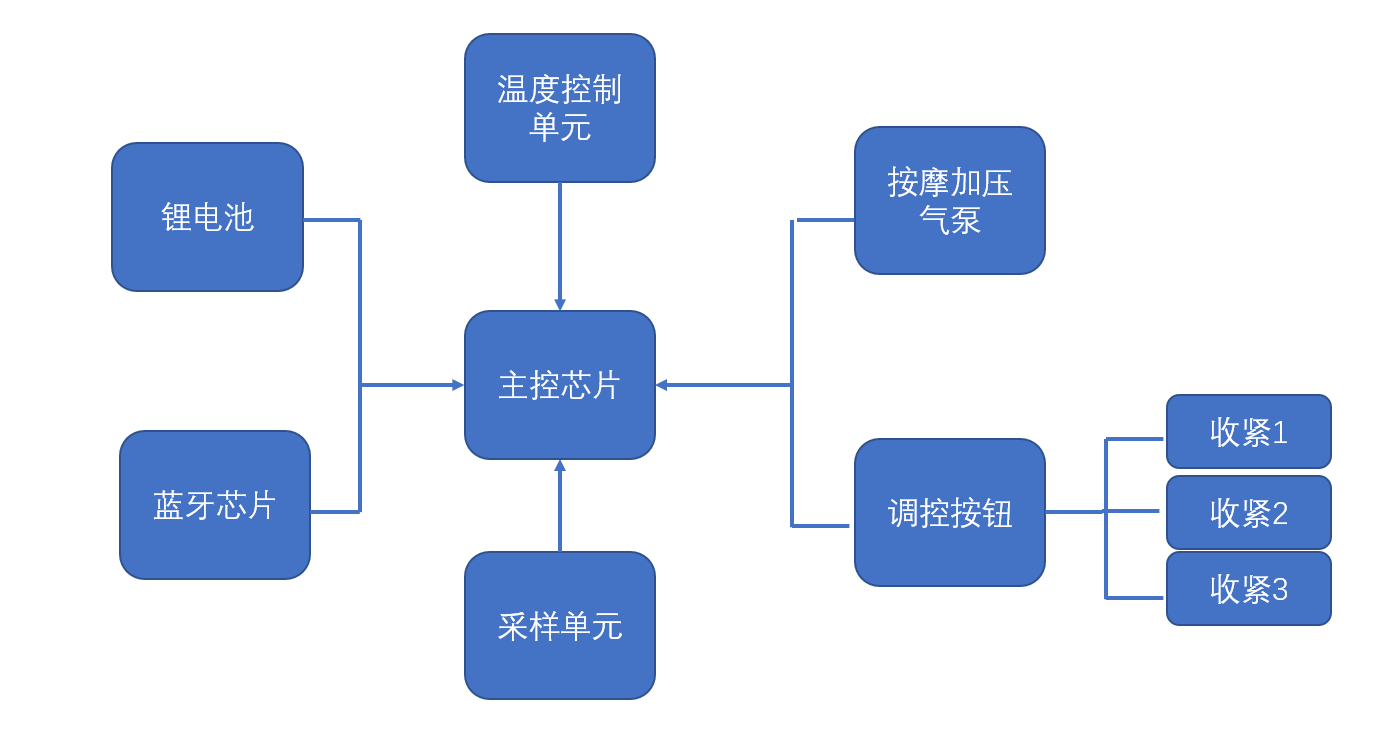 温度控制
单元
锂电池
按摩加压
气泵
主控芯片
蓝牙芯片
采样单元
调控按钮
收紧1
收紧2
收紧3